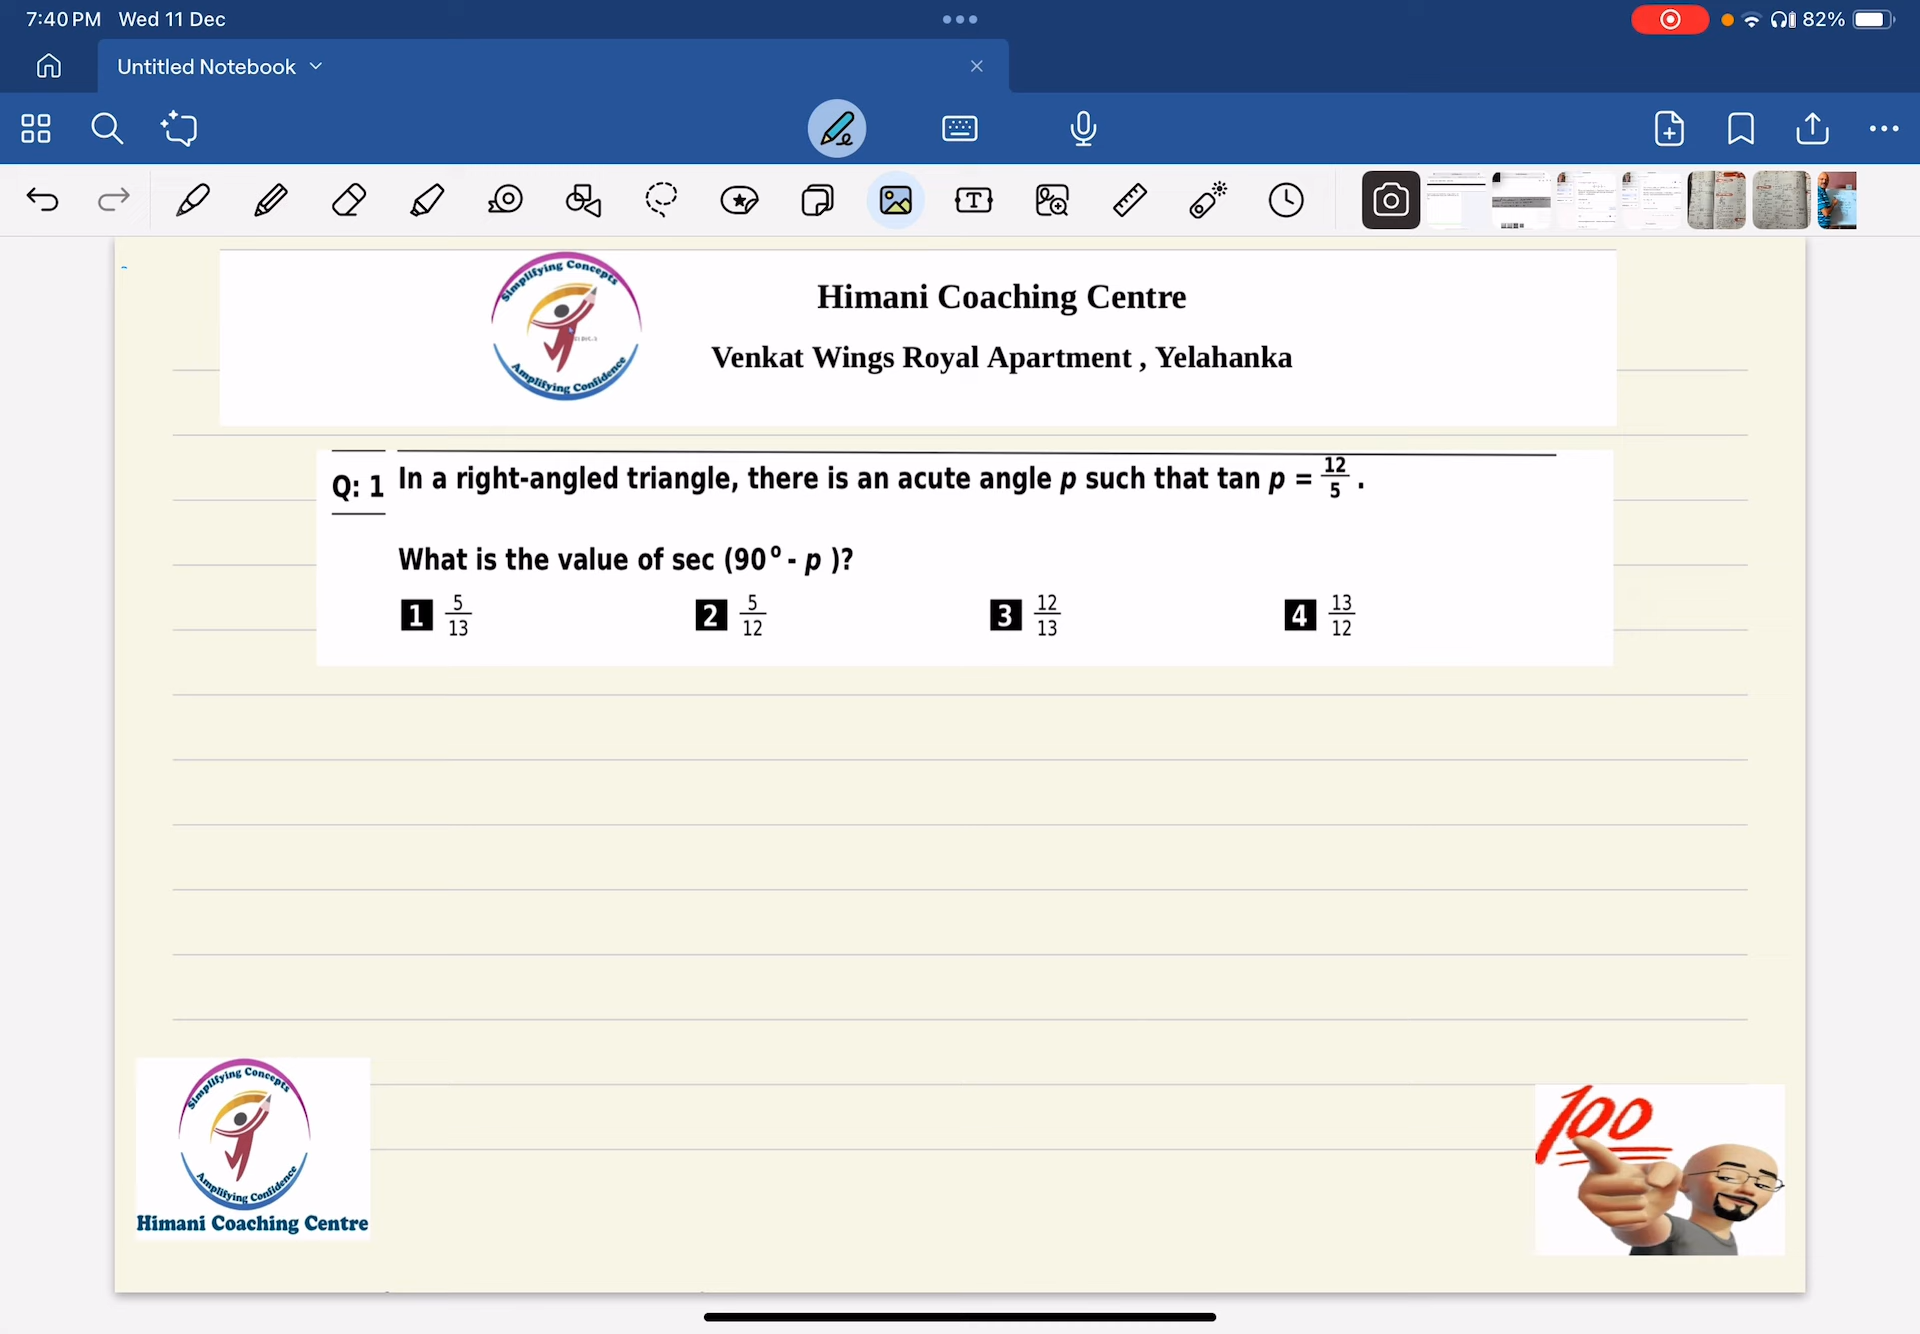 7:40 PM Wed 11 Dec
82%
Untitled Notebook
Simplifying Concepts
Amplifying Confidence
Himani Coaching Centre
Venkat Wings Royal Apartment , Yelahanka
Q: 1 In a right-angled triangle, there is an acute angle p such that tan p = 12/5 .
What is the value of sec (90° - p )?
1 5/13 2 5/12 3 12/13 4 13/12
Simplifying Concepts
Amplifying Confidence
Himani Coaching Centre
100